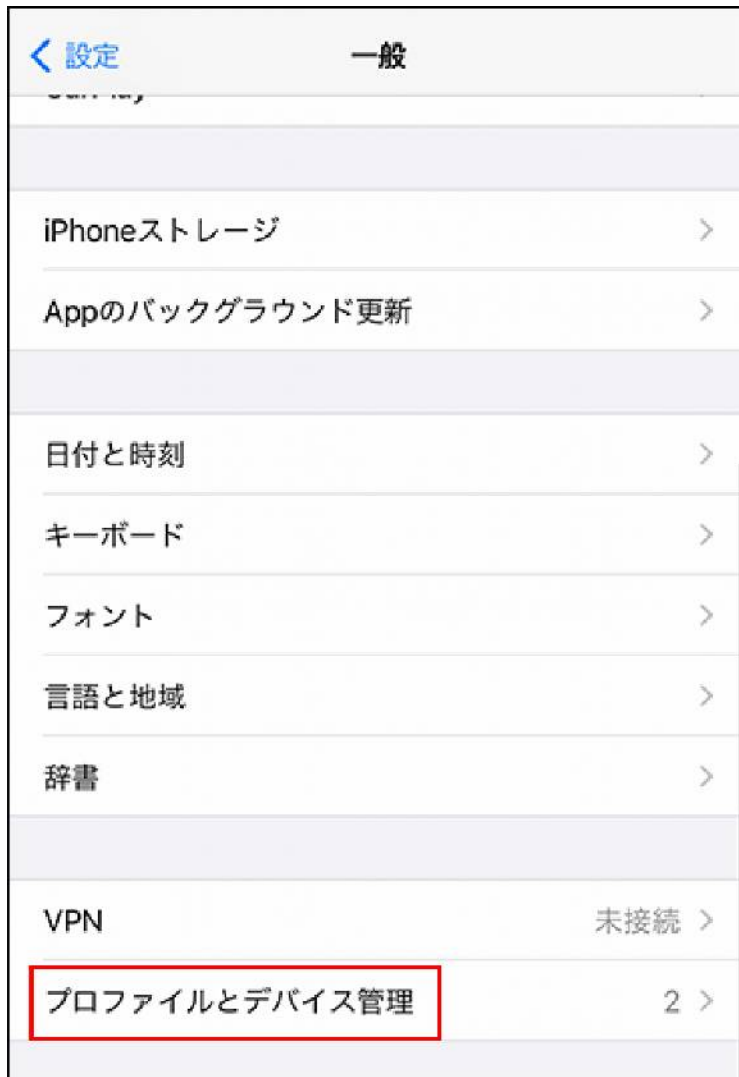 設定
一般
iPhoneストレージ
Appのバックグラウンド更新
日付と時刻
キーボード
フォント
言語と地域
辞書
VPN 未接続
プロファイルとデバイス管理 2